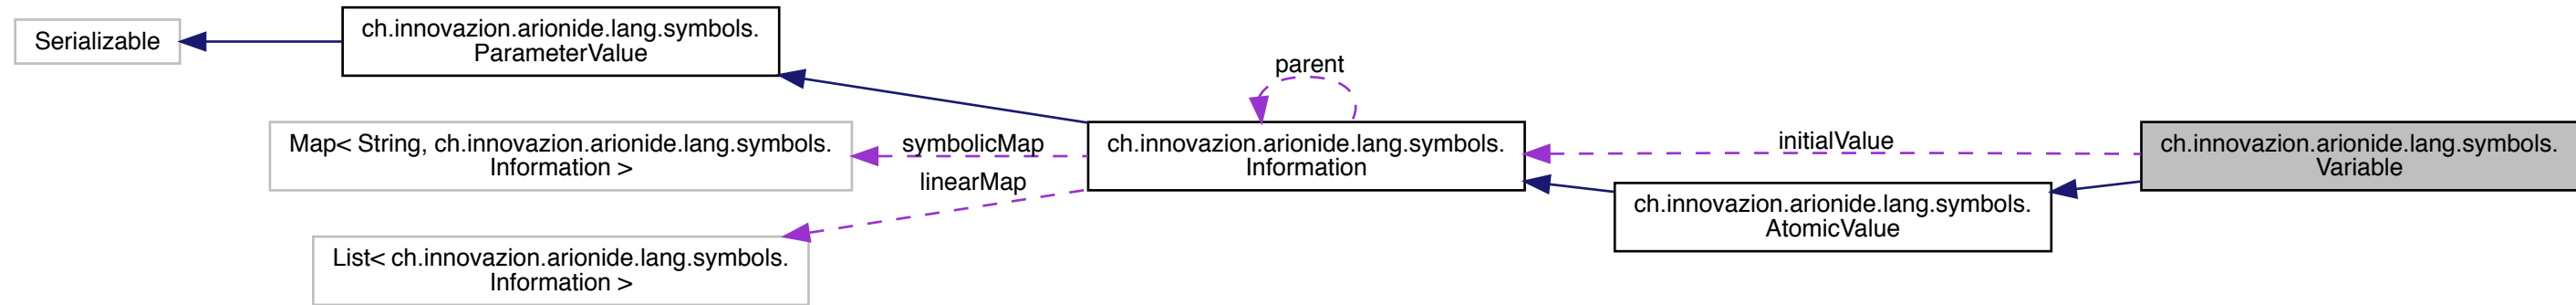 Serializable
ch.innovazion.arionide.lang.symbols.
ParameterValue
parent
Map< String, ch.innovazion.arionide.lang.symbols.
Information >
symbolicMap
linearMap
List< ch.innovazion.arionide.lang.symbols.
Information >
ch.innovazion.arionide.lang.symbols.
Information
initialValue
ch.innovazion.arionide.lang.symbols.
AtomicValue
ch.innovazion.arionide.lang.symbols.
Variable